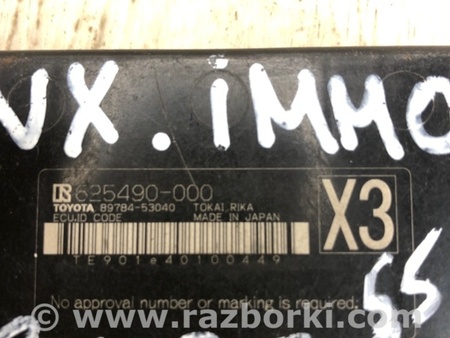 VX. IMMO
625490-000
TOYOTA 89784-53040 TOKAI RIKA
ECU,ID CODE MADE IN JAPAN
X3
TE901e40100449
No approval number or marking is required.
55
www.razborki.com